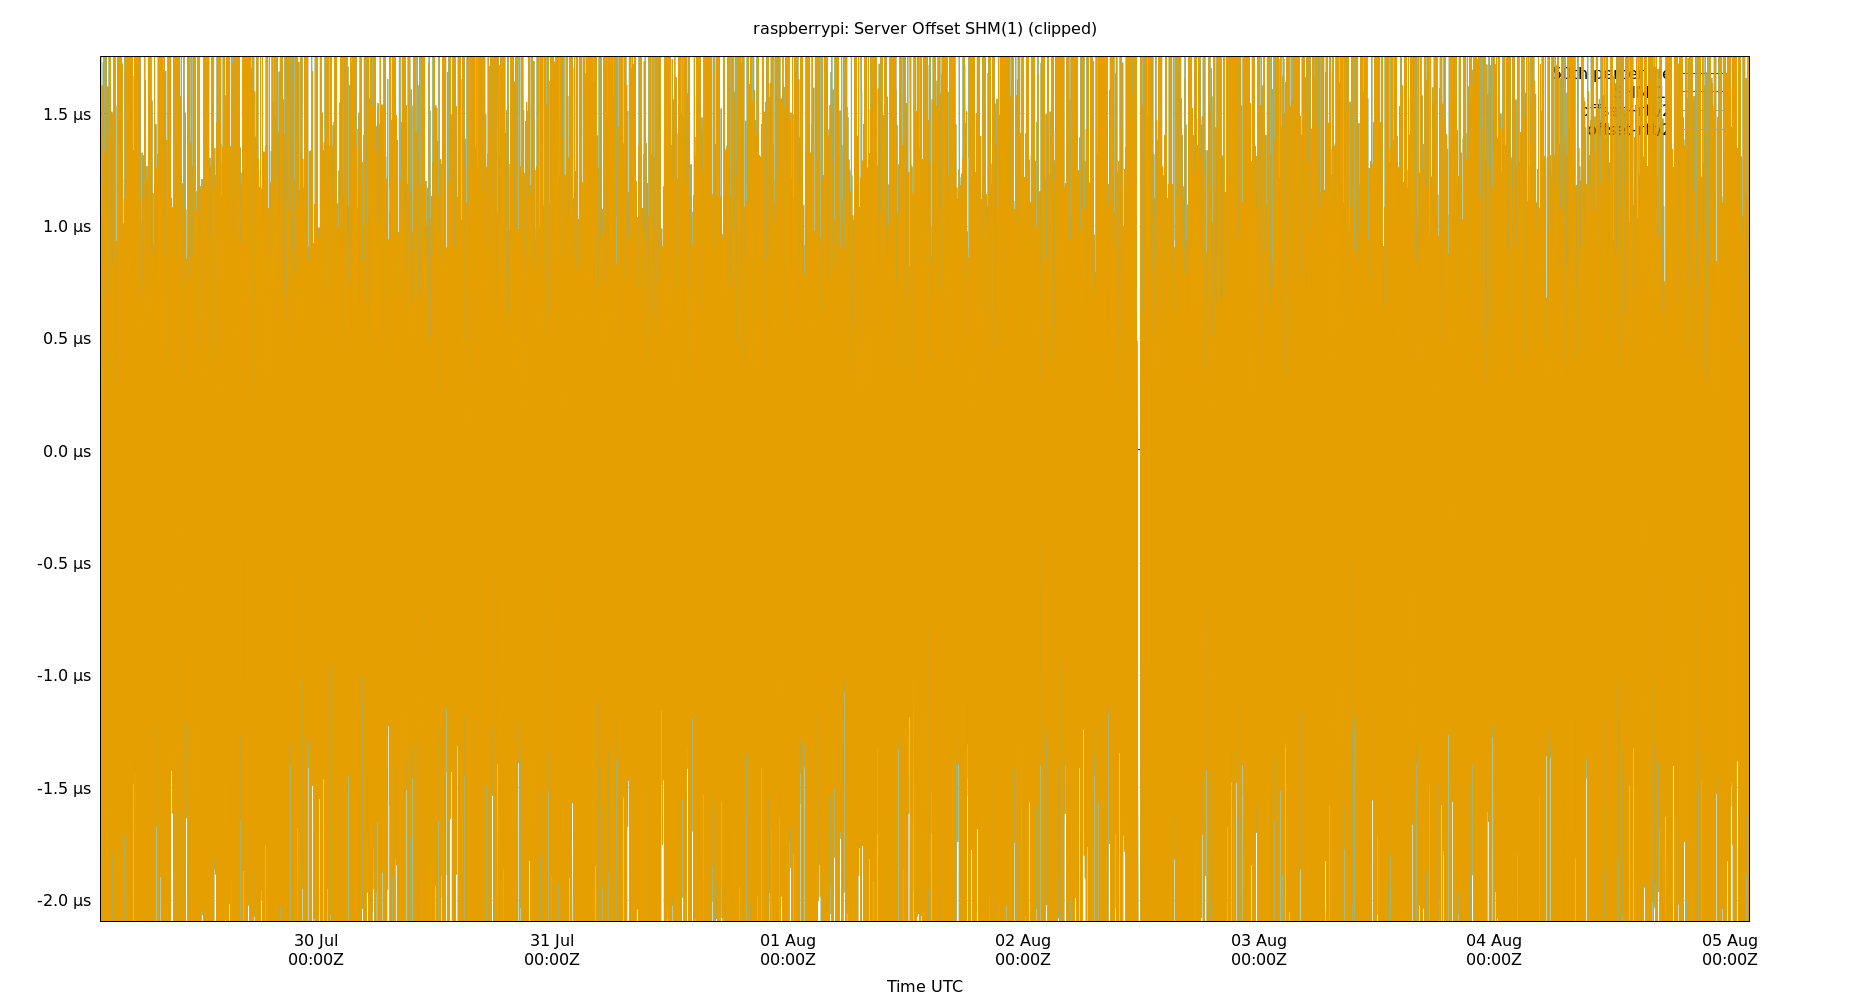 raspberrypi: Server Offset SHM(1) (clipped)
1.5 µs
1.0 µs
0.5 µs
0.0 µs
-0.5 µs
-1.0 µs
-1.5 µs
-2.0 µs
30 Jul
00:00Z
31 Jul
00:00Z
01 Aug
00:00Z
02 Aug
00:00Z
03 Aug
00:00Z
04 Aug
00:00Z
05 Aug
00:00Z
Time UTC